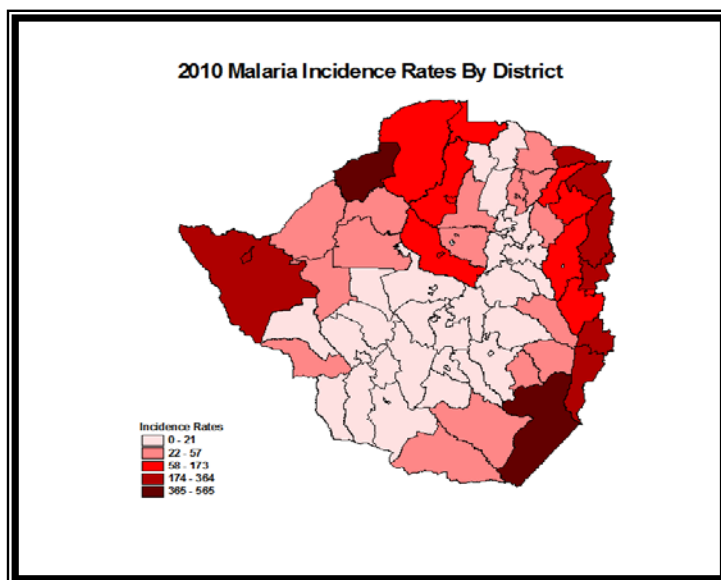 2010 Malaria Incidence Rates By District
Incidence Rates
0 - 21
22 - 57
58 - 173
174 - 364
365 - 565